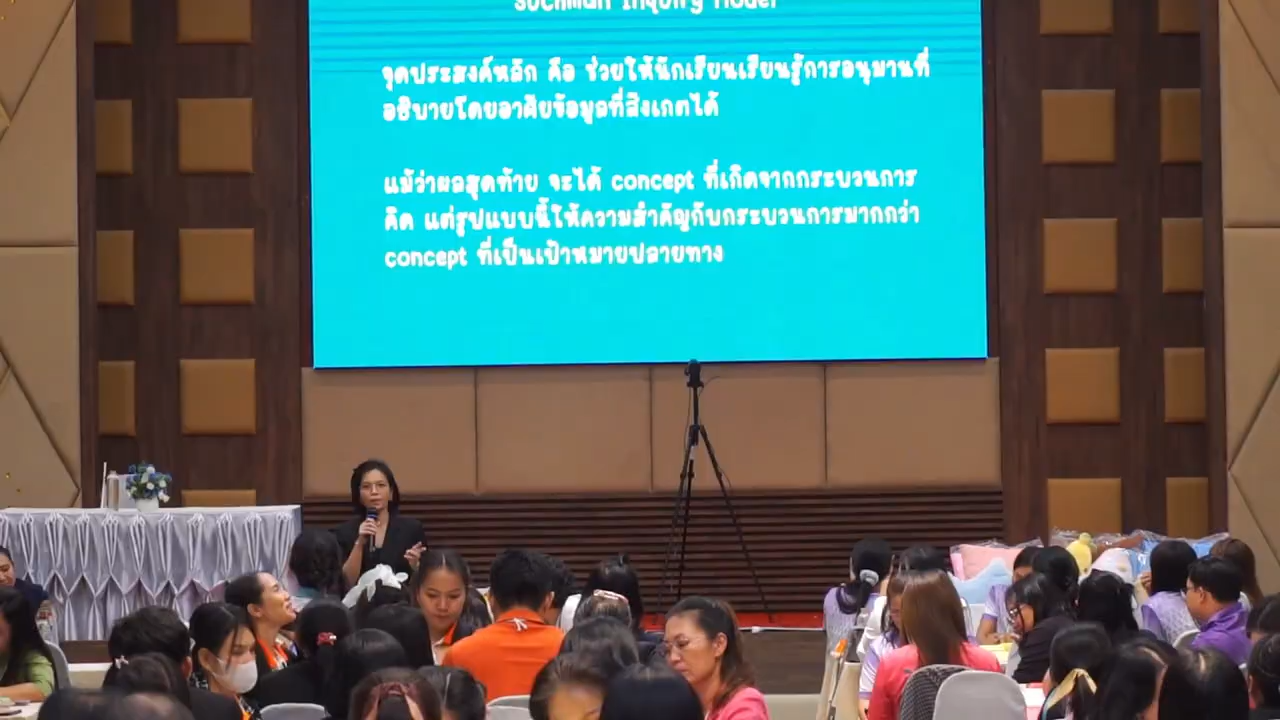 Suchman Inquiry Model
จุดประสงค์หลัก คือ ช่วยให้นักเรียนเรียนรู้การอนุมานที่
อธิบายโดยอาศัยข้อมูลที่สังเกตได้
แม้ว่าผลสุดท้าย จะได้ concept ที่เกิดจากกระบวนการ
คิด แต่รูปแบบนี้ให้ความสำคัญกับกระบวนการมากกว่า
concept ที่เป็นเป้าหมายปลายทาง